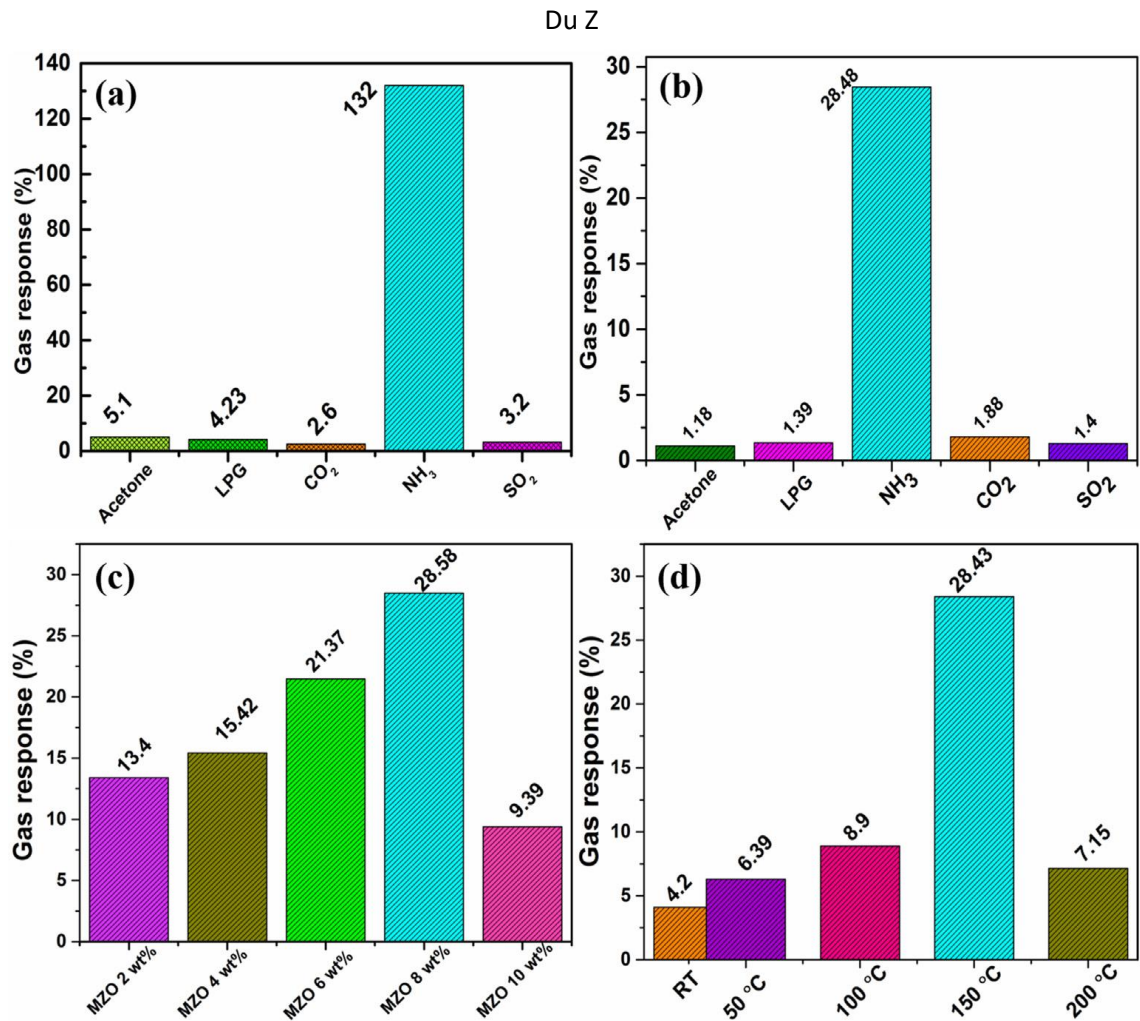 Du Z
(a)
Gas response (%)
140
120
100
80
60
40
20
0
5.1
4.23
2.6
132
3.2
Acetone
LPG
CO₂
NH₃
SO₂
(b)
Gas response (%)
30
25
20
15
10
5
0
1.18
1.39
28.48
1.88
1.4
Acetone
LPG
NH₃
CO₂
SO₂
(c)
Gas response (%)
30
25
20
15
10
5
0
13.4
15.42
21.37
28.58
9.39
MZO 2 wt%
MZO 4 wt%
MZO 6 wt%
MZO 8 wt%
MZO 10 wt%
(d)
Gas response (%)
30
25
20
15
10
5
0
4.2
6.39
8.9
28.43
7.15
RT
50 °C
100 °C
150 °C
200 °C